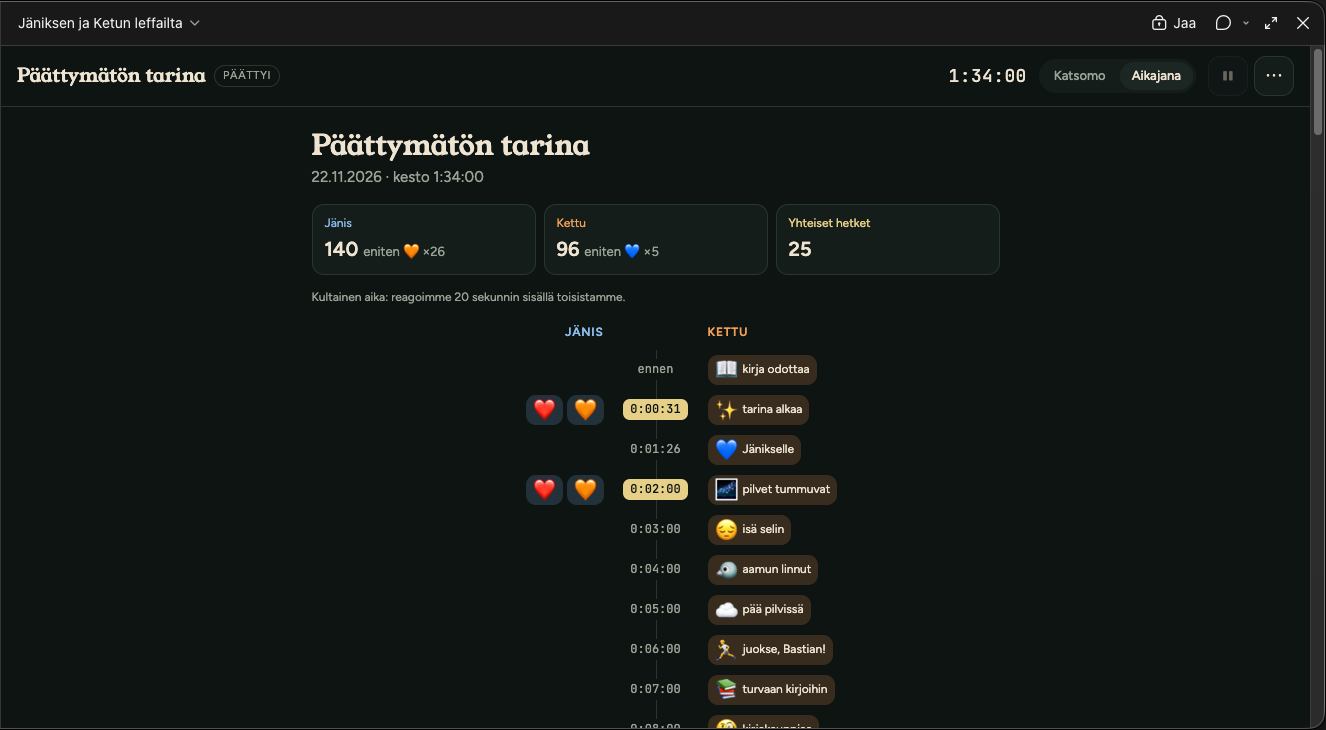 Jäniksen ja Ketun leffailta
Jaa
Päättymätön tarina PÄÄTTYI
1:34:00 Katsomo Aikajana
Päättymätön tarina
22.11.2026 · kesto 1:34:00
Jänis
140 eniten 🧡 ×26
Kettu
96 eniten 💙 ×5
Yhteiset hetket
25
Kultainen aika: reagoimme 20 sekunnin sisällä toisistamme.
JÄNIS KETTU
ennen kirja odottaa
0:00:31 tarina alkaa
0:01:26 Jänikselle
0:02:00 pilvet tummuvat
0:03:00 isä selin
0:04:00 aamun linnut
0:05:00 pää pilvissä
0:06:00 juokse, Bastian!
0:07:00 turvaan kirjoihin